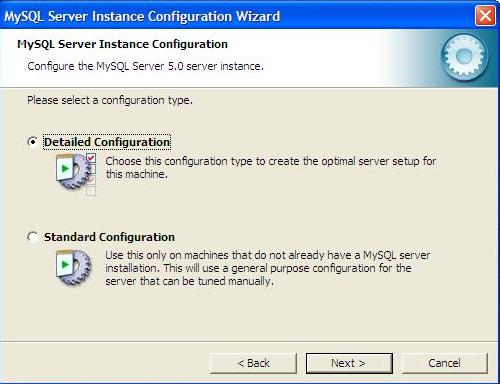 MySQL Server Instance Configuration Wizard
MySQL Server Instance Configuration
Configure the MySQL Server 5.0 server instance.
Please select a configuration type.
Detailed Configuration
Choose this configuration type to create the optimal server setup for
this machine.
Standard Configuration
Use this only on machines that do not already have a MySQL server
installation. This will use a general purpose configuration for the
server that can be tuned manually.
< Back
Next >
Cancel